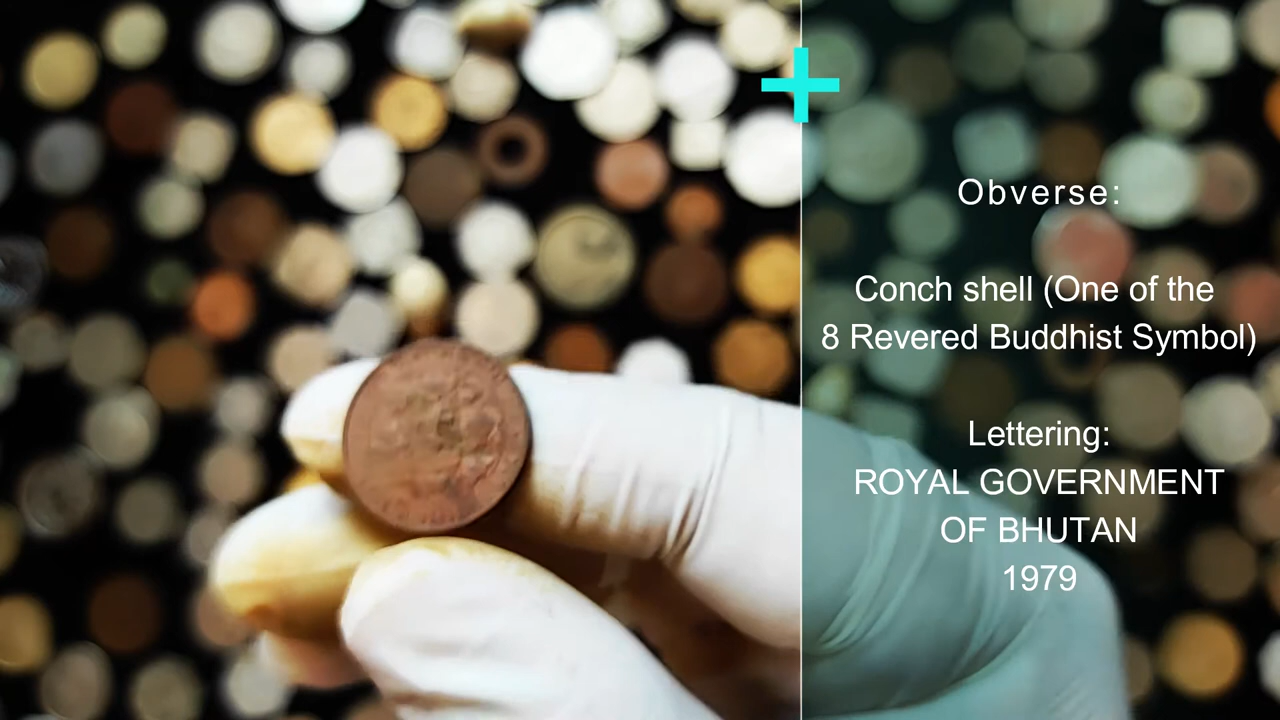 Obverse:
Conch shell (One of the
8 Revered Buddhist Symbol)
Lettering:
ROYAL GOVERNMENT
OF BHUTAN
1979